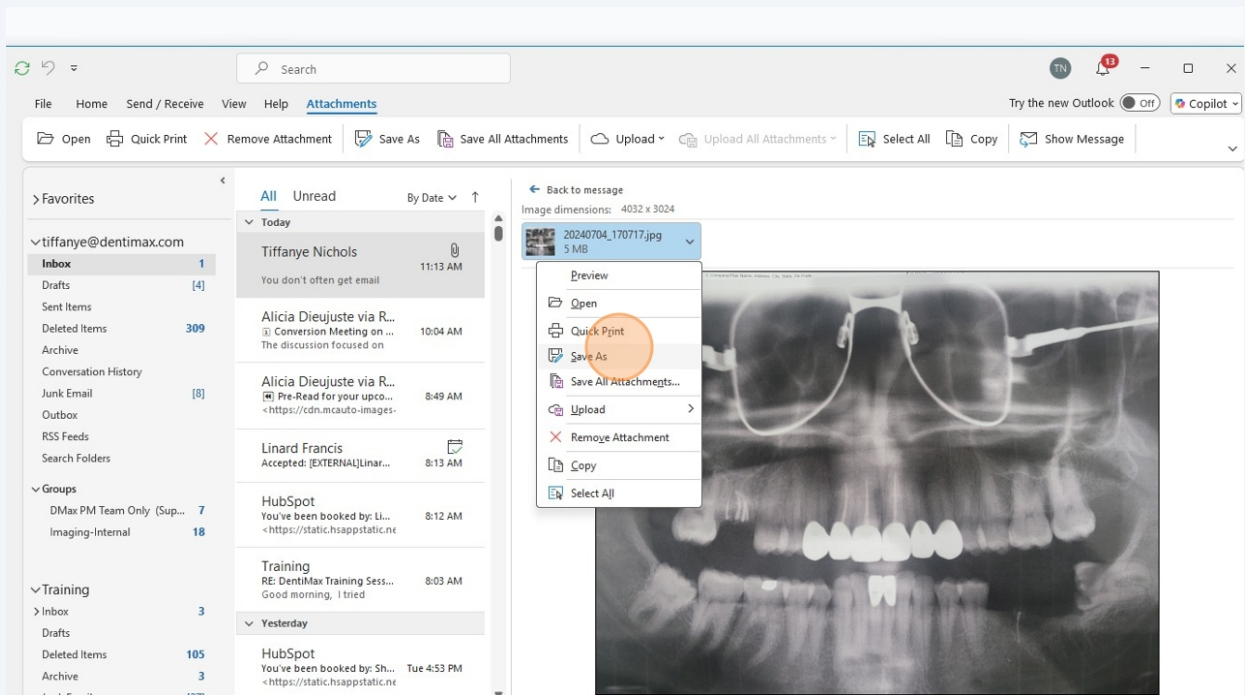 Search
TN
13
File Home Send / Receive View Help Attachments
Try the new Outlook Off Copilot
Open Quick Print Remove Attachment Save As Save All Attachments Upload Upload All Attachments Select All Copy Show Message
Favorites
tiffanye@dentimax.com
Inbox 1
Drafts [4]
Sent Items
Deleted Items 309
Archive
Conversation History
Junk Email [8]
Outbox
RSS Feeds
Search Folders
Groups
DMax PM Team Only (Sup... 7
Imaging-Internal 18
Training
Inbox 3
Drafts
Deleted Items 105
Archive 3
All Unread By Date
Today
Tiffanye Nichols
11:13 AM
You don't often get email
Alicia Dieujuste via R...
Conversion Meeting on ... 10:04 AM
The discussion focused on
Alicia Dieujuste via R...
Pre-Read for your upco... 8:49 AM
<https://cdn.mcauto-images-
Linard Francis
Accepted: [EXTERNAL]Linar... 8:13 AM
HubSpot
You've been booked by: Li... 8:12 AM
<https://static.hsappstatic.ne
Training
RE: DentiMax Training Sess... 8:03 AM
Good morning, I tried
Yesterday
HubSpot
You've been booked by: Sh... Tue 4:53 PM
<https://static.hsappstatic.ne
Back to message
Image dimensions: 4032 x 3024
20240704_170717.jpg
5 MB
Preview
Open
Quick Print
Save As
Save All Attachments...
Upload
Remove Attachment
Copy
Select All